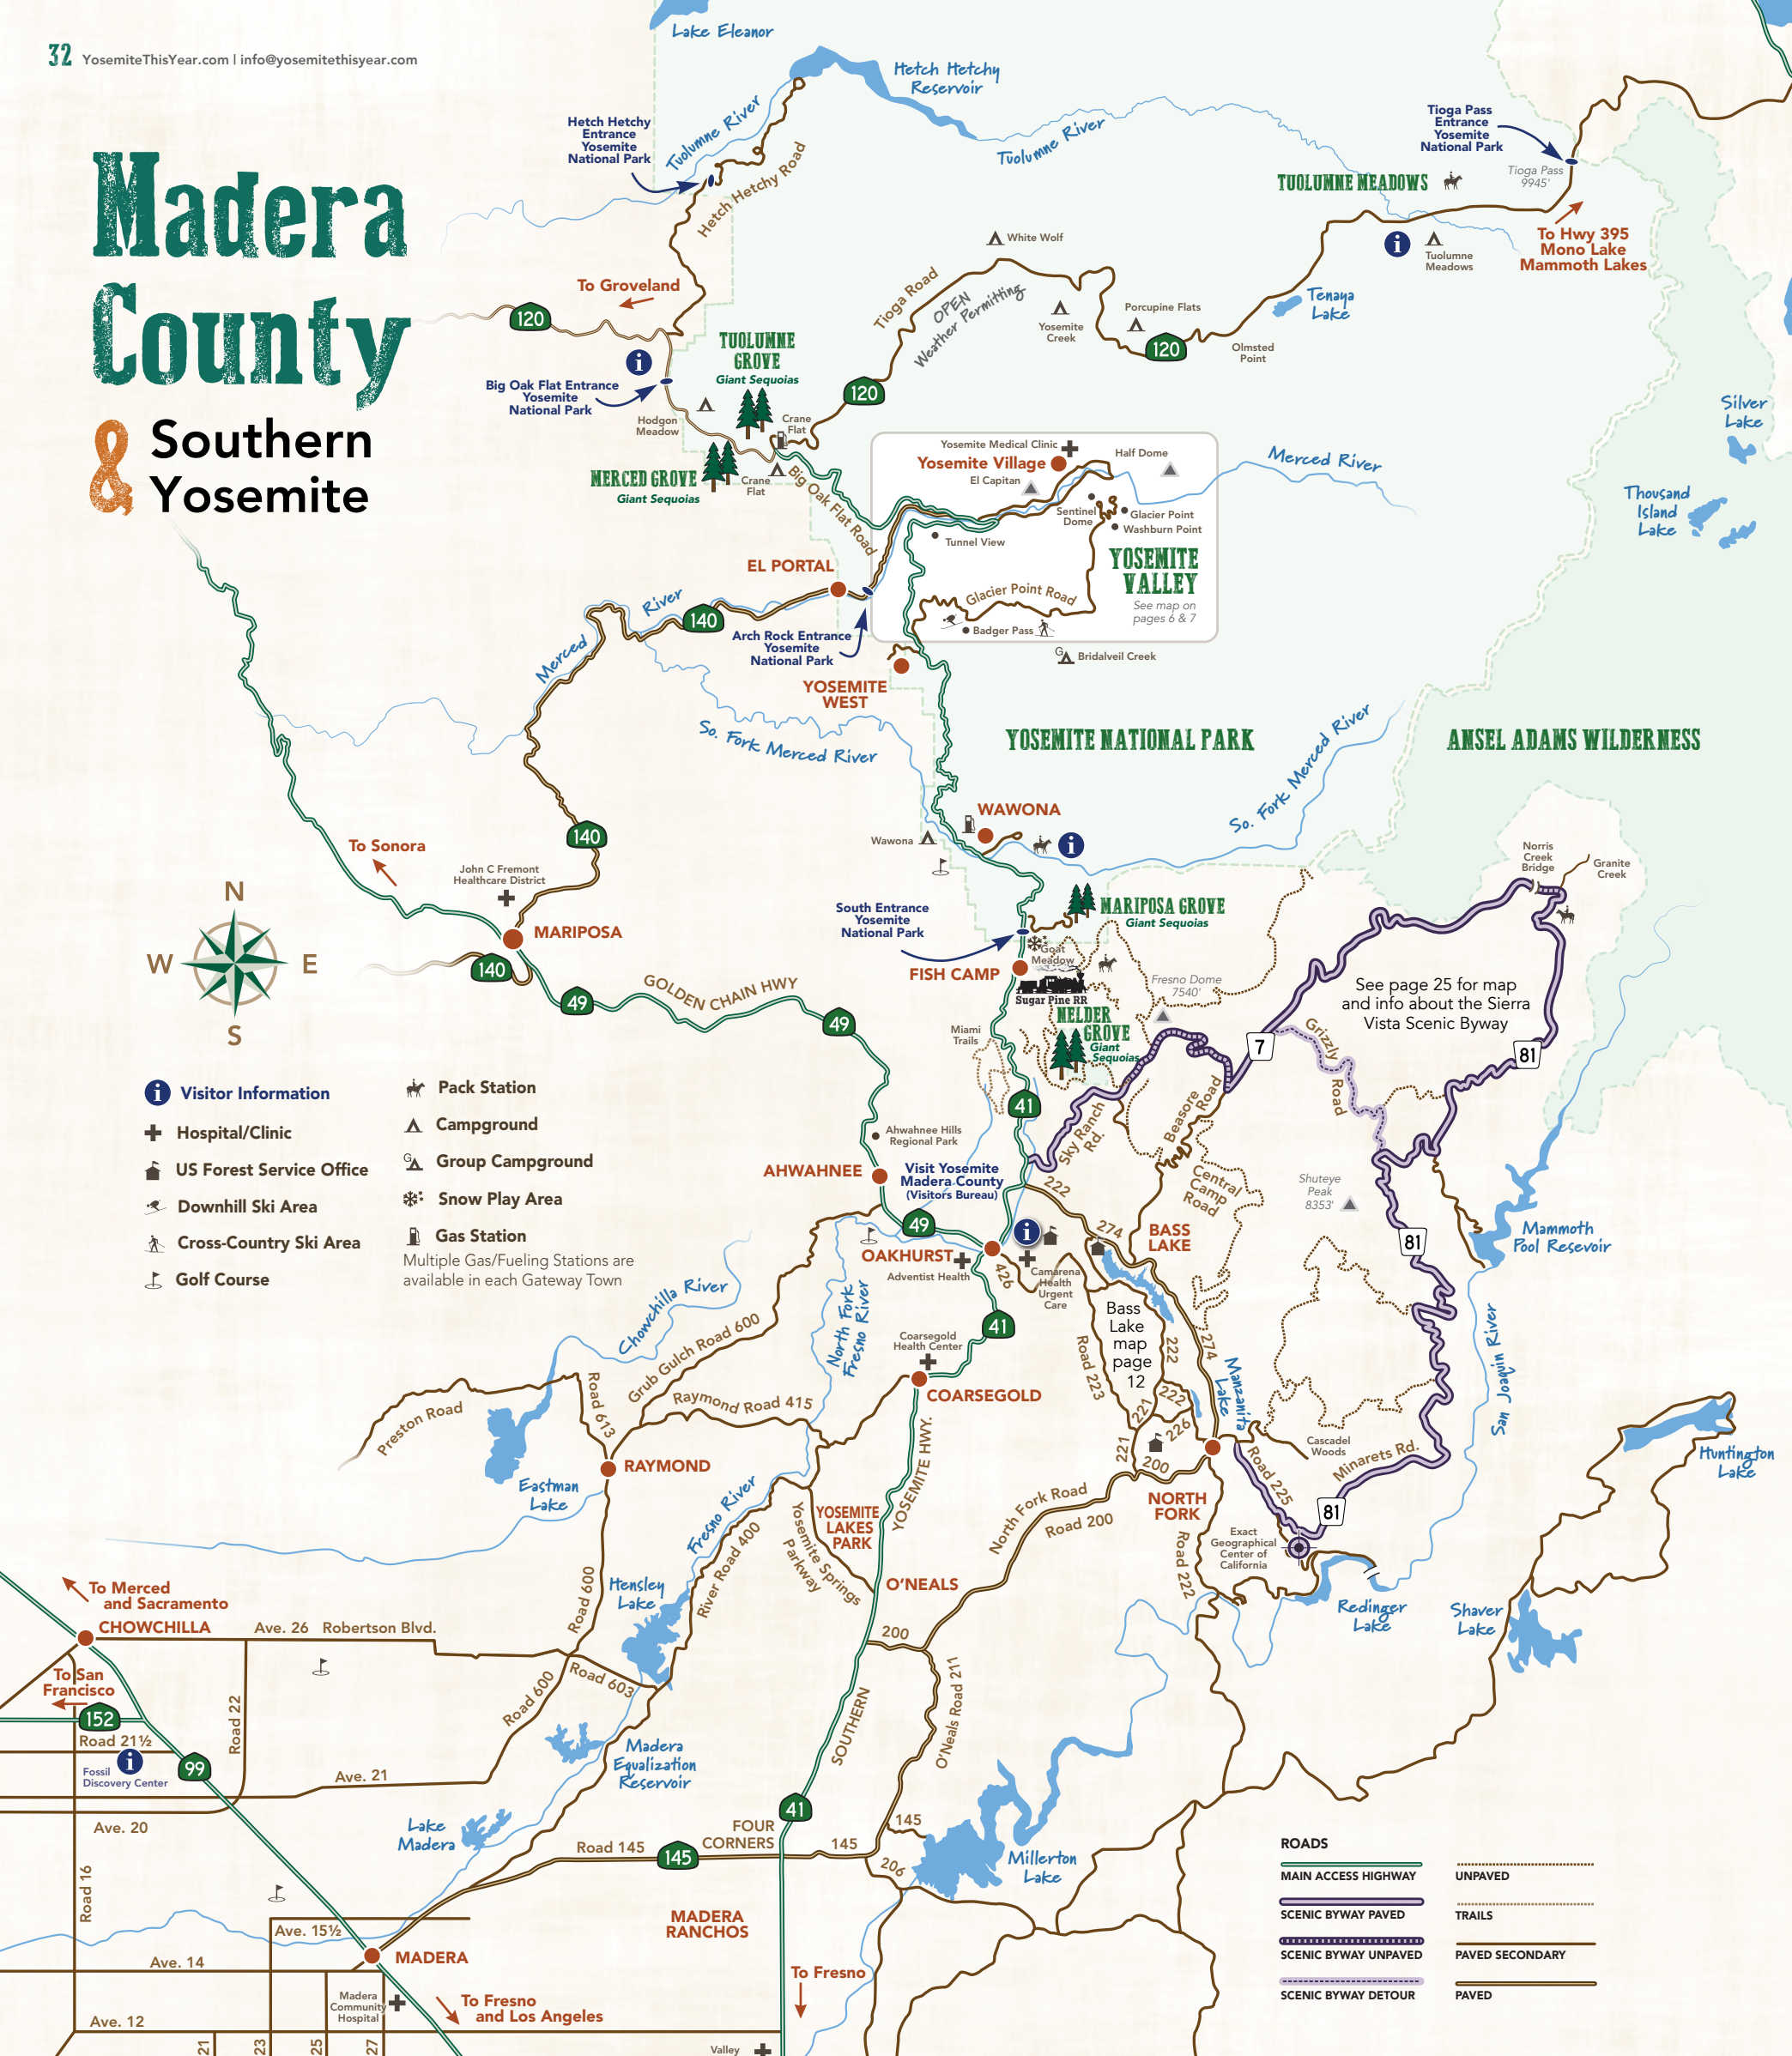 32 YosemiteThisYear.com | info@yosemitethisyear.com
Madera
County
&
Southern
Yosemite
Lake Eleanor
Hetch Hetchy
Reservoir
Hetch Hetchy
Entrance
Yosemite
National Park
Tuolumne River
Tuolumne River
Hetch Hetchy Road
Tioga Pass
Entrance
Yosemite
National Park
Tioga Pass
9945'
TUOLUMNE MEADOWS
To Hwy 395
Mono Lake
Mammoth Lakes
Tuolumne
Meadows
White Wolf
Tioga Road
OPEN
Weather Permitting
Yosemite
Creek
Porcupine Flats
120
Olmsted
Point
Tenaya
Lake
To Groveland
120
Big Oak Flat Entrance
Yosemite
National Park
TUOLUMNE
GROVE
Giant Sequoias
120
Hodgon
Meadow
Crane
Flat
MERCED GROVE
Giant Sequoias
Crane
Flat
Big Oak Flat Road
Silver
Lake
Thousand
Island
Lake
Yosemite Medical Clinic
Yosemite Village
El Capitan
Half Dome
Merced River
Sentinel
Dome
Glacier Point
Washburn Point
Tunnel View
YOSEMITE
VALLEY
See map on
pages 6 & 7
Glacier Point Road
Badger Pass
G
Bridalveil Creek
EL PORTAL
Arch Rock Entrance
Yosemite
National Park
140
Merced
River
YOSEMITE
WEST
So. Fork Merced River
YOSEMITE NATIONAL PARK
ANSEL ADAMS WILDERNESS
So. Fork Merced River
WAWONA
Wawona
140
To Sonora
John C Fremont
Healthcare District
MARIPOSA
140
49
GOLDEN CHAIN HWY
49
N
W
E
S
South Entrance
Yosemite
National Park
MARIPOSA GROVE
Giant Sequoias
Goat
Meadow
FISH CAMP
Sugar Pine RR
NELDER
GROVE
Giant
Sequoias
Fresno Dome
7540'
Miami
Trails
41
Norris
Creek
Bridge
Granite
Creek
See page 25 for map
and info about the Sierra
Vista Scenic Byway
7
81
Grizzly
Road
Sky Ranch
Rd.
Beasore
Road
Central
Camp
Road
Shuteye
Peak
8353'
81
Mammoth
Pool Resevoir
i Visitor Information
Hospital/Clinic
US Forest Service Office
Downhill Ski Area
Cross-Country Ski Area
Golf Course
Pack Station
Campground
G
Group Campground
Snow Play Area
Gas Station
Multiple Gas/Fueling Stations are
available in each Gateway Town
Ahwahnee Hills
Regional Park
AHWAHNEE
Visit Yosemite
Madera County
(Visitors Bureau)
49
OAKHURST
Adventist Health
222
274
BASS
LAKE
426
Camarena
Health
Urgent
Care
Bass
Lake
map
page
12
Road 223
222
274
Manzanita
Lake
222
221
226
221
200
41
Coarsegold
Health Center
COARSEGOLD
Chowchilla River
Grub Gulch Road 600
North Fork
Fresno River
Raymond Road 415
Preston Road
Road 613
RAYMOND
Eastman
Lake
Fresno River
River Road 400
Yosemite Springs
Parkway
YOSEMITE
LAKES
PARK
YOSEMITE HWY.
O'NEALS
North Fork Road
Road 200
NORTH
FORK
Road 222
Cascadel
Woods
Road 225
Minarets Rd.
81
Exact
Geographical
Center of
California
San Joaquin River
Redinger
Lake
Huntington
Lake
Shaver
Lake
Road 600
Hensley
Lake
To Merced
and Sacramento
CHOWCHILLA
Ave. 26 Robertson Blvd.
To San
Francisco
152
Road 21½
Fossil
Discovery Center
Road 22
99
Road 600
Road 603
Ave. 21
Madera
Equalization
Reservoir
Ave. 20
Lake
Madera
200
O'Neals Road 211
SOUTHERN
41
FOUR
CORNERS
Road 145
145
145
145
206
Millerton
Lake
Road 16
Ave. 15½
MADERA
MADERA
RANCHOS
Ave. 14
Madera
Community
Hospital
To Fresno
and Los Angeles
To Fresno
Ave. 12
21
23
25
27
Valley
ROADS
MAIN ACCESS HIGHWAY
SCENIC BYWAY PAVED
SCENIC BYWAY UNPAVED
SCENIC BYWAY DETOUR
UNPAVED
TRAILS
PAVED SECONDARY
PAVED